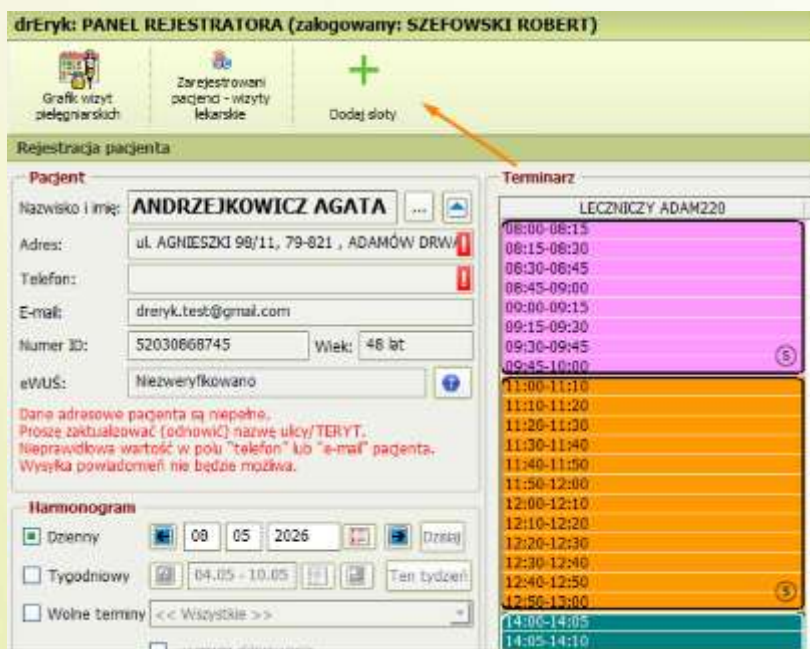 drEryk: PANEL REJESTRATORA (zalogowany: SZEFOWSKI ROBERT)
Grafik wizyt
pielęgniarskich
Zarejestrowani
pacjenci - wizyty
lekarskie
Dodaj sloty
Rejestracja pacjenta
Pacjent
Nazwisko i imię: ANDRZEJKOWICZ AGATA ...
Adres: ul. AGNIESZKI 98/11, 79-821 , ADAMÓW DRWA
Telefon:
E-mail: dreryk.test@gmail.com
Numer ID: 52030868745 Wiek: 48 lat
eWUŚ: Niezweryfikowano
Dane adresowe pacjenta są niepełne.
Proszę zaktualizować (odnowić) nazwę ulicy/TERYT.
Nieprawidłowa wartość w polu "telefon" lub "e-mail" pacjenta.
Wysyłka powiadomień nie będzie możliwa.
Harmonogram
Dzienny 08 05 2026 Dzisiaj
Tygodniowy 04.05 - 10.05 Ten tydzień
Wolne terminy << Wszystkie >>
Terminarz
LECZNICZY ADAM220
08:00-08:15
08:15-08:30
08:30-08:45
08:45-09:00
09:00-09:15
09:15-09:30
09:30-09:45
09:45-10:00
S
11:00-11:10
11:10-11:20
11:20-11:30
11:30-11:40
11:40-11:50
11:50-12:00
12:00-12:10
12:10-12:20
12:20-12:30
12:30-12:40
12:40-12:50
12:50-13:00
S
14:00-14:05
14:05-14:10